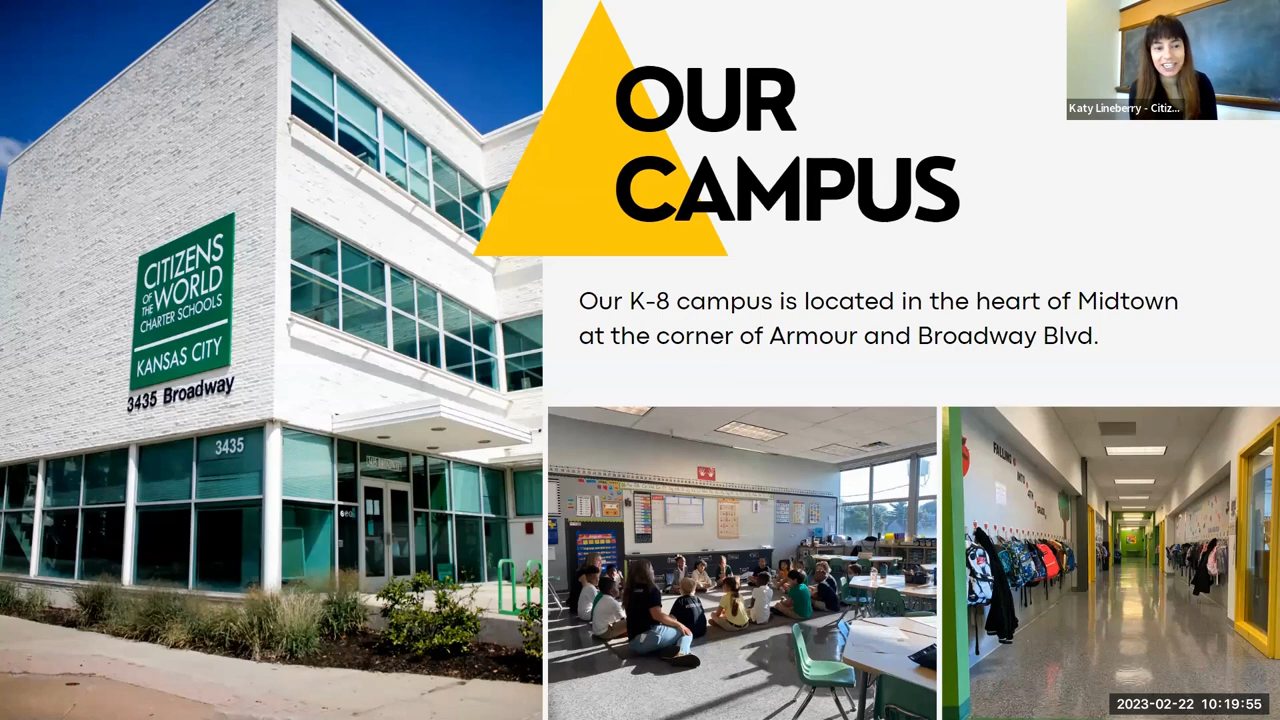 OUR
CAMPUS
Katy Lineberry - Citiz...
Our K-8 campus is located in the heart of Midtown
at the corner of Armour and Broadway Blvd.
CITIZENS
OF THE WORLD
CHARTER SCHOOLS
KANSAS CITY
3435 Broadway
3435
FALLING
2023-02-22 10:19:55